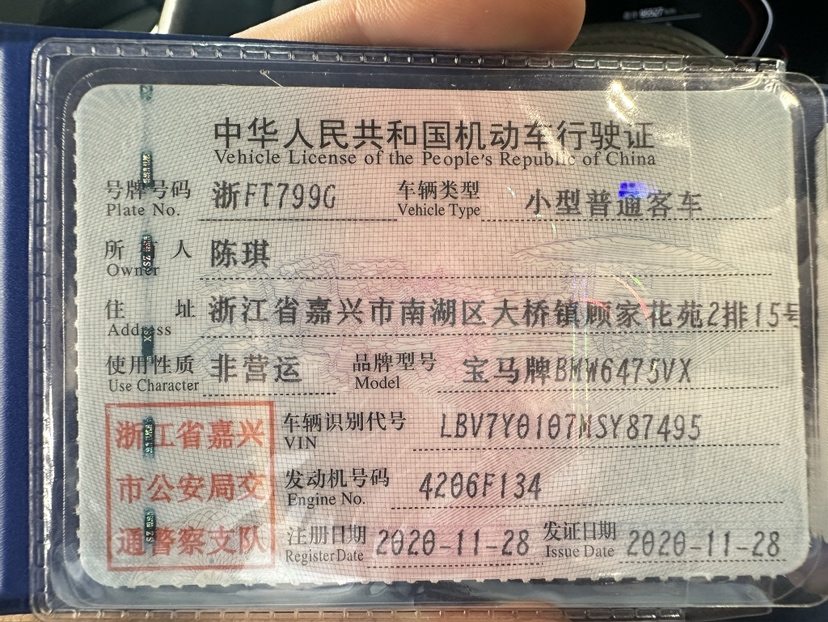 中华人民共和国机动车行驶证
Vehicle License of the People's Republic of China
号牌号码 浙FT799G 车辆类型 小型普通客车
Plate No. Vehicle Type
所有人 陈琪
Owner
住址 浙江省嘉兴市南湖区大桥镇顾家花苑2排15号
Address
使用性质 非营运 品牌型号 宝马牌BMW6475VX
Use Character Model
浙江省嘉兴 车辆识别代号 LBV7Y0107MSY87495
VIN
市公安局交 发动机号码 4206F134
Engine No.
通警察支队 注册日期 2020-11-28 发证日期 2020-11-28
Register Date Issue Date